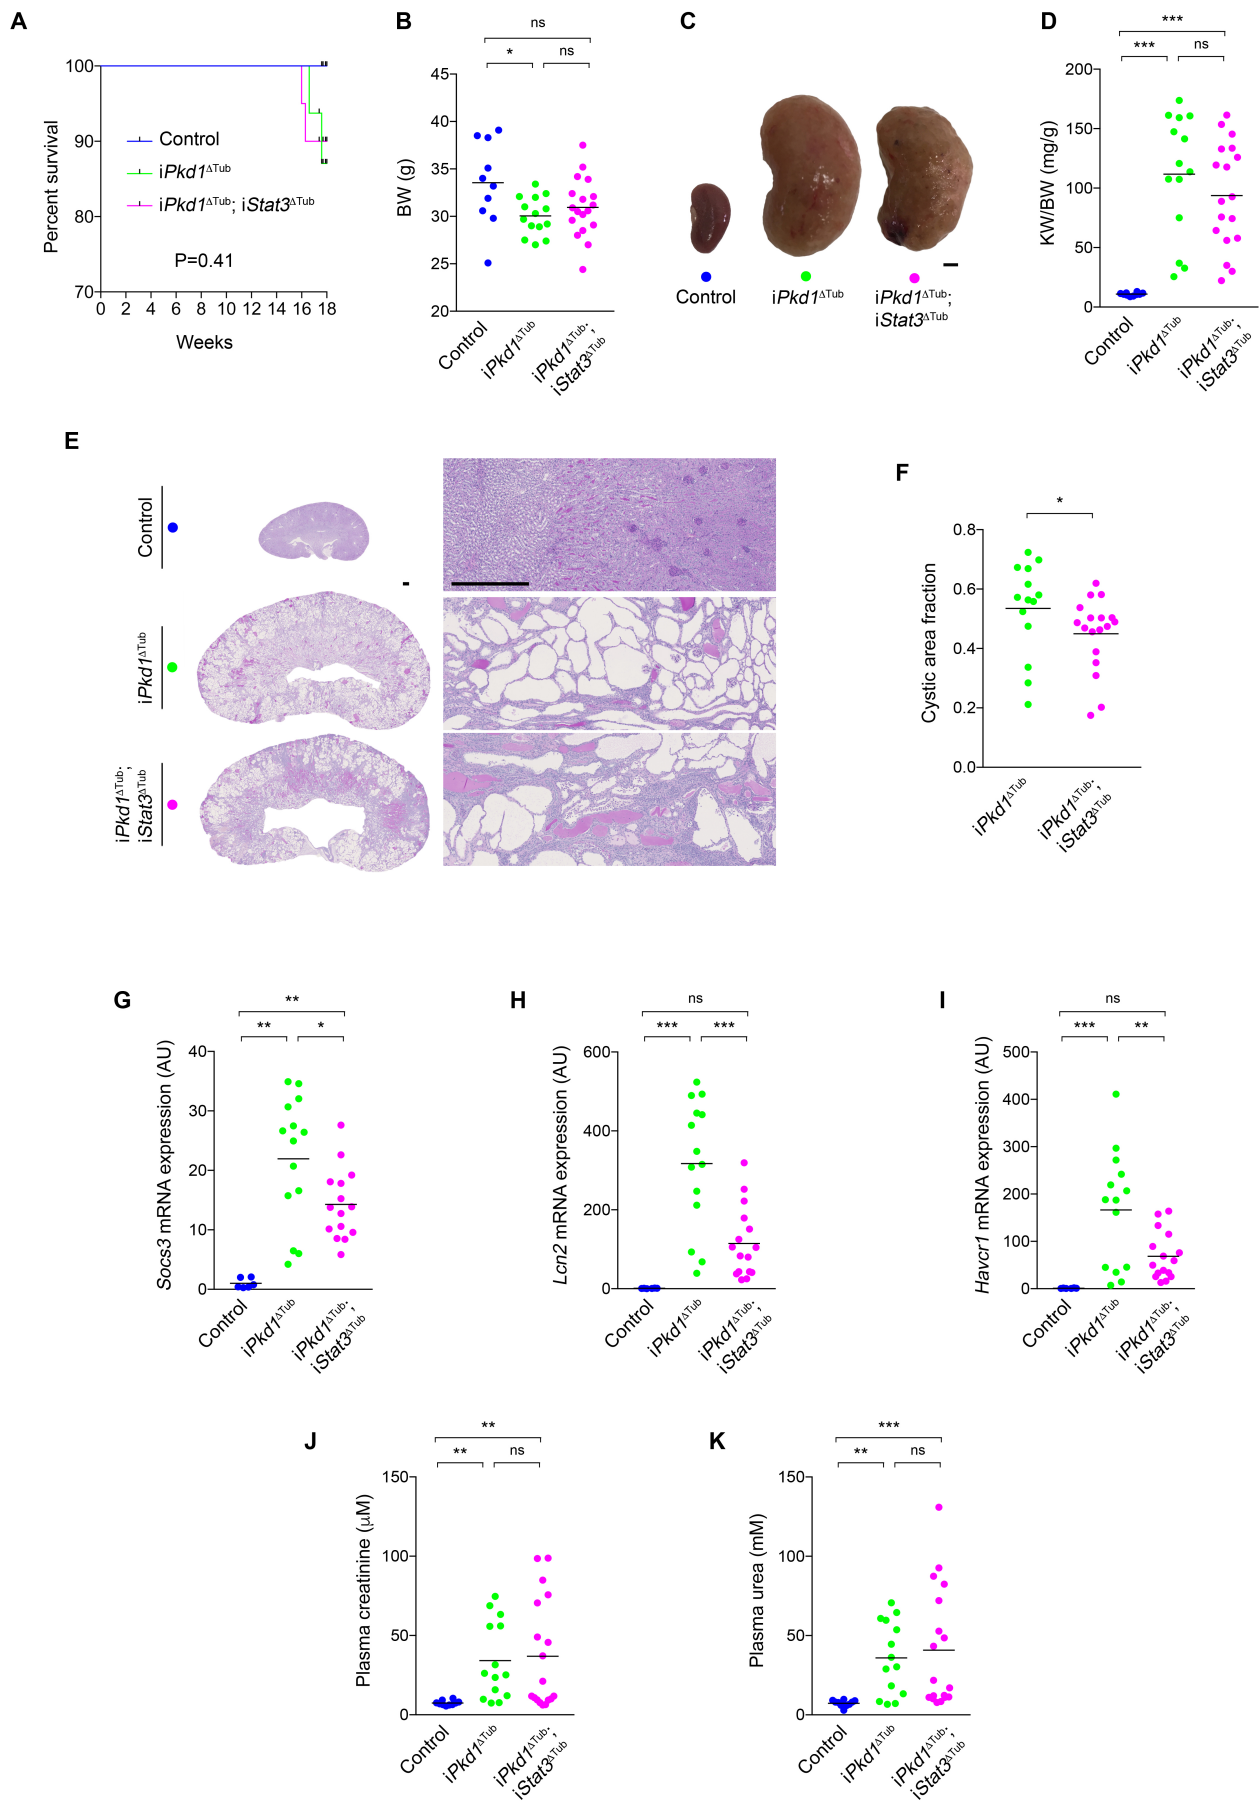 A
Percent survival
100
90
80
70
0 2 4 6 8 10 12 14 16 18
Weeks
Control
iPkd1ΔTub
iPkd1ΔTub; iStat3ΔTub
P=0.41
B
ns
* ns
BW (g)
45
40
35
30
25
20
Control
iPkd1ΔTub
iPkd1ΔTub;
iStat3ΔTub
C
Control
iPkd1ΔTub
iPkd1ΔTub;
iStat3ΔTub
D
***
*** ns
KW/BW (mg/g)
200
150
100
50
0
Control
iPkd1ΔTub
iPkd1ΔTub;
iStat3ΔTub
E
Control
iPkd1ΔTub
iPkd1ΔTub;
iStat3ΔTub
F
*
Cystic area fraction
0.8
0.6
0.4
0.2
0.0
iPkd1ΔTub
iPkd1ΔTub;
iStat3ΔTub
G
**
** *
Socs3 mRNA expression (AU)
40
30
20
10
0
Control
iPkd1ΔTub
iPkd1ΔTub;
iStat3ΔTub
H
ns
*** ***
Lcn2 mRNA expression (AU)
600
400
200
0
Control
iPkd1ΔTub
iPkd1ΔTub;
iStat3ΔTub
I
ns
*** **
Havcr1 mRNA expression (AU)
500
400
300
200
100
0
Control
iPkd1ΔTub
iPkd1ΔTub;
iStat3ΔTub
J
**
** ns
Plasma creatinine (μM)
150
100
50
0
Control
iPkd1ΔTub
iPkd1ΔTub;
iStat3ΔTub
K
***
** ns
Plasma urea (mM)
150
100
50
0
Control
iPkd1ΔTub
iPkd1ΔTub;
iStat3ΔTub